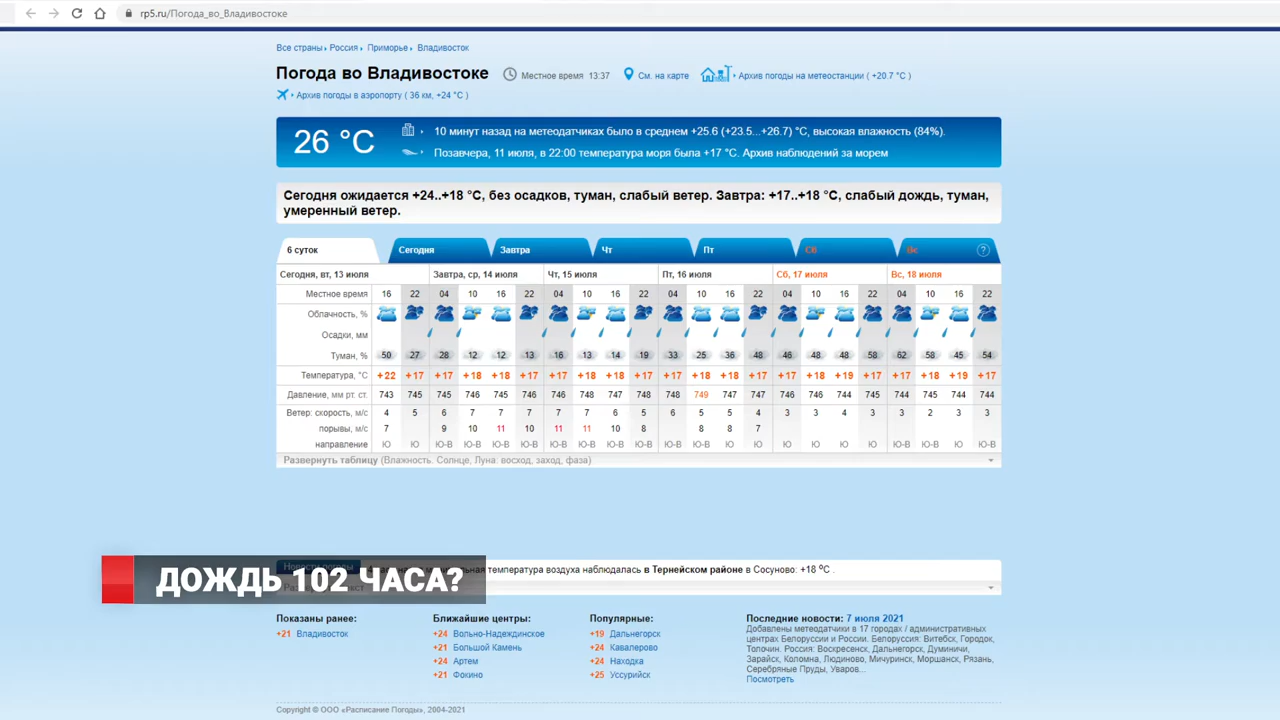 rp5.ru/Погода_во_Владивостоке
Все страны › Россия › Приморье › Владивосток
Погода во Владивостоке Местное время 13:37 См. на карте Архив погоды на метеостанции ( +20.7 °C )
Архив погоды в аэропорту ( 36 км, +24 °C )
26 °C
10 минут назад на метеодатчиках было в среднем +25.6 (+23.5...+26.7) °C, высокая влажность (84%).
Позавчера, 11 июля, в 22:00 температура моря была +17 °C. Архив наблюдений за морем
Сегодня ожидается +24..+18 °C, без осадков, туман, слабый ветер. Завтра: +17..+18 °C, слабый дождь, туман,
умеренный ветер.
6 суток Сегодня Завтра Чт Пт Сб Вс ?
Сегодня, вт, 13 июля Завтра, ср, 14 июля Чт, 15 июля Пт, 16 июля Сб, 17 июля Вс, 18 июля
Местное время 16 22 04 10 16 22 04 10 16 22 04 10 16 22 04 10 16 22 04 10 16 22
Облачность, %
Осадки, мм
Туман, % 50 27 28 12 12 13 16 13 14 19 33 25 36 48 46 48 48 58 62 58 45 54
Температура, °C +22 +17 +17 +18 +18 +17 +17 +18 +18 +17 +17 +18 +18 +17 +17 +18 +19 +17 +17 +18 +19 +17
Давление, мм рт. ст. 743 745 745 746 745 746 746 748 747 748 748 749 747 747 746 746 744 745 744 745 744 744
Ветер: скорость, м/с 4 5 6 7 7 7 7 7 6 5 6 5 5 4 3 3 4 3 3 2 3 3
порывы, м/с 7 9 10 11 10 11 11 10 8 8 8 7
направление Ю Ю Ю-В Ю-В Ю-В Ю-В Ю-В Ю-В Ю-В Ю-В Ю-В Ю-В Ю Ю Ю Ю Ю Ю Ю-В Ю-В Ю Ю-В
Развернуть таблицу (Влажность. Солнце, Луна: восход, заход, фаза)
температура воздуха наблюдалась в Тернейском районе в Сосуново: +18 °C .
ДОЖДЬ 102 ЧАСА?
Показаны ранее:
+21 Владивосток
Ближайшие центры:
+24 Вольно-Надеждинское
+21 Большой Камень
+24 Артем
+21 Фокино
Популярные:
+19 Дальнегорск
+24 Кавалерово
+24 Находка
+25 Уссурийск
Последние новости: 7 июля 2021
Добавлены метеодатчики в 17 городах / административных
центрах Белоруссии и России. Белоруссия: Витебск, Городок,
Толочин. Россия: Воскресенск, Дальнегорск, Думиничи,
Зарайск, Коломна, Людиново, Мичуринск, Моршанск, Рязань,
Серебряные Пруды, Уваров...
Посмотреть
Copyright © ООО «Расписание Погоды», 2004-2021